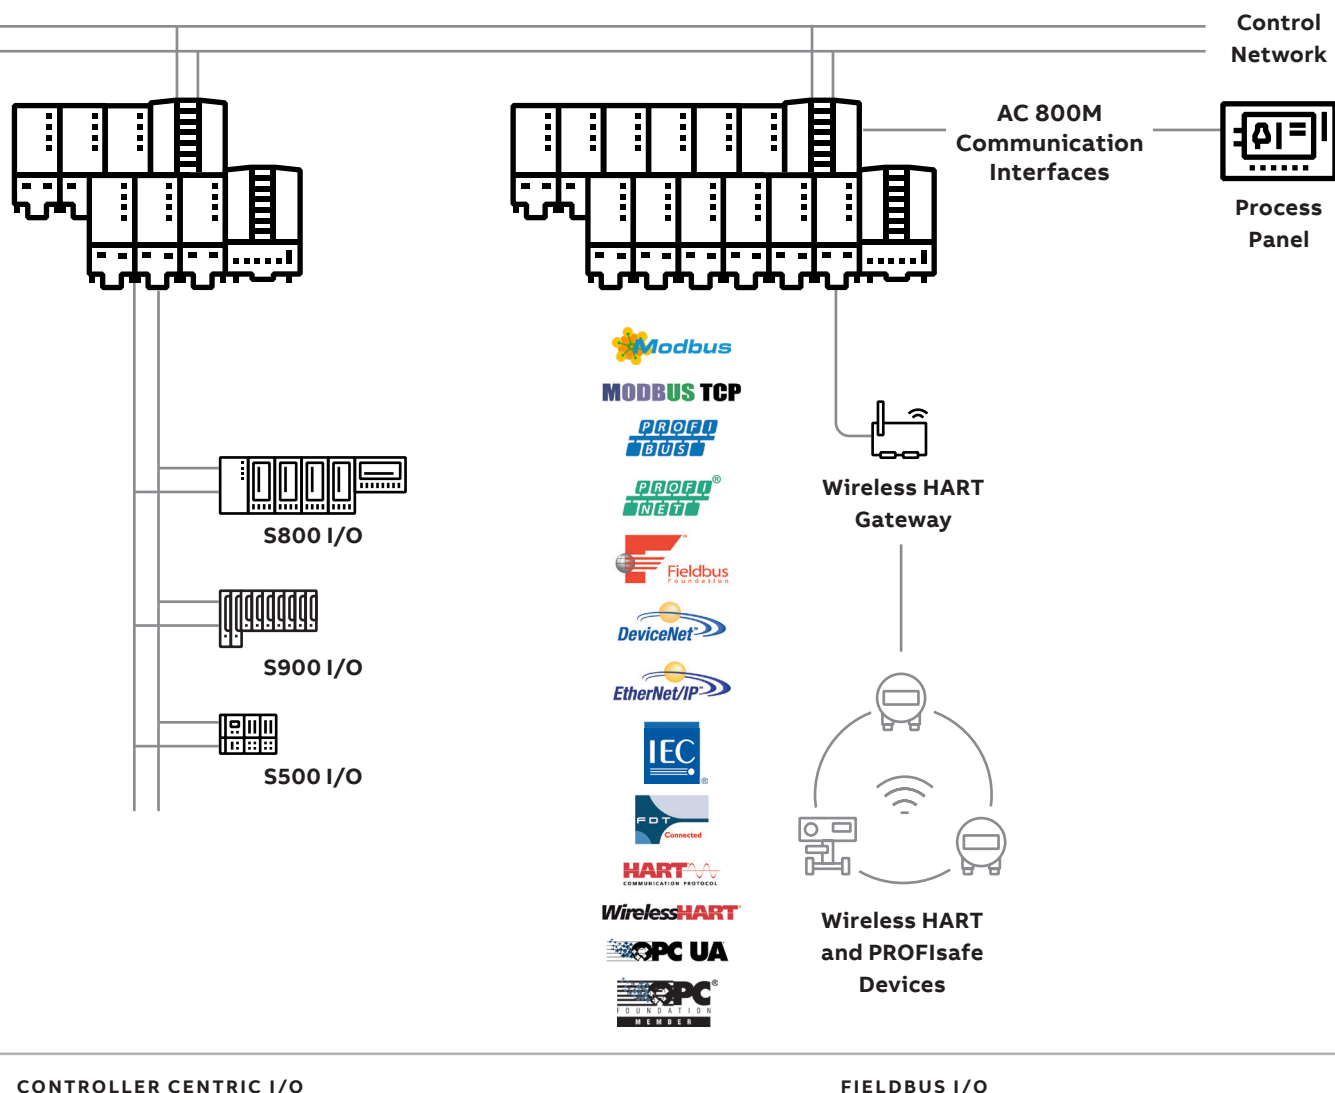 Control
Network
AC 800M
Communication
Interfaces
Process
Panel
Modbus
MODBUS TCP
PROFI
BUS
PROFI®
NET
Wireless HART
Gateway
S800 I/O
Fieldbus
Foundation
DeviceNet™
S900 I/O
EtherNet/IP™
IEC
®
S500 I/O
FDT
Connected
HART
COMMUNICATION PROTOCOL
WirelessHART
OPC UA
OPC®
FOUNDATION
MEMBER
Wireless HART
and PROFIsafe
Devices
CONTROLLER CENTRIC I/O
FIELDBUS I/O